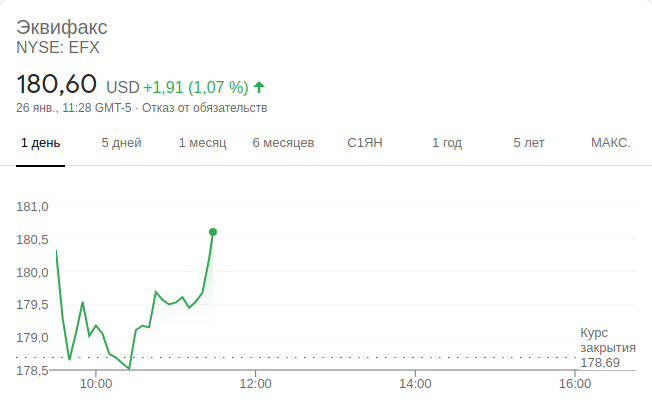 Эквифакс
NYSE: EFX
180,60 USD +1,91 (1,07 %)
26 янв., 11:28 GMT-5 · Отказ от обязательств
1 день 5 дней 1 месяц 6 месяцев С1ЯН 1 год 5 лет МАКС.
181,0
180,5
180,0
179,5
179,0
178,5
Курс
закрытия
178,69
10:00 12:00 14:00 16:00